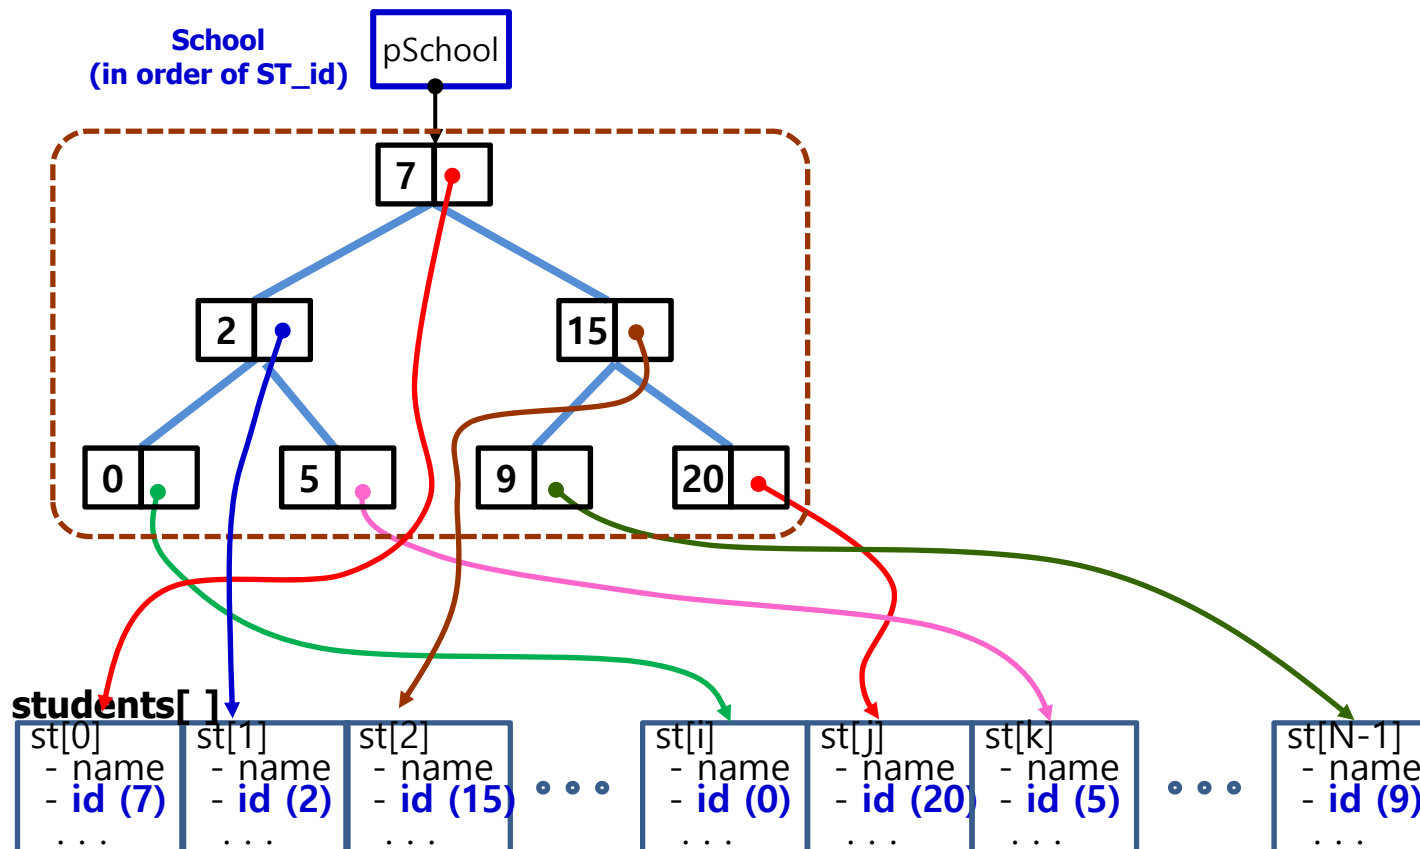 School
(in order of ST_id)
pSchool
7
2
15
0
5
9
20
students[ ]
st[0]
- name
- id (7)
. . .
st[1]
- name
- id (2)
. . .
st[2]
- name
- id (15)
. . .
st[i]
- name
- id (0)
. . .
st[j]
- name
- id (20)
. . .
st[k]
- name
- id (5)
. . .
st[N-1]
- name
- id (9)
. . .